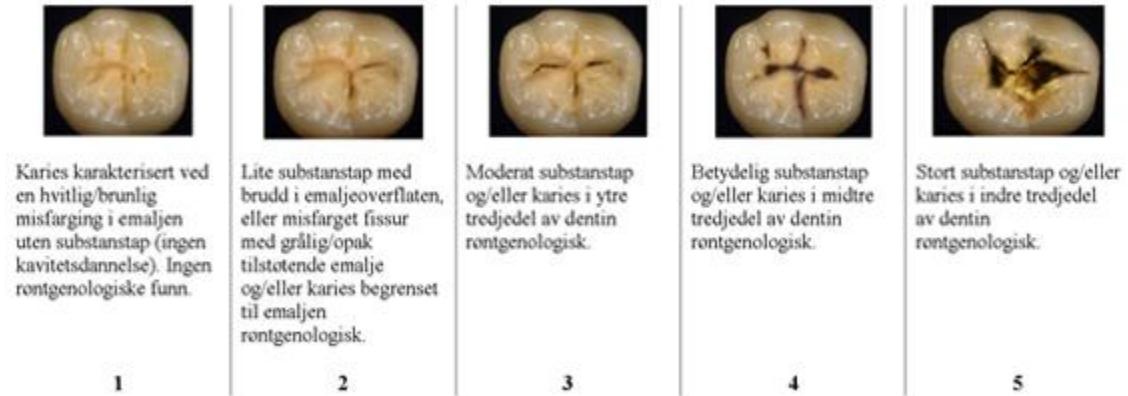 Karies karakterisert ved
en hvitlig/brunlig
misfarging i emaljen
uten substanstap (ingen
kavitetsdannelse). Ingen
røntgenologiske funn.
1
Lite substanstap med
brudd i emaljeoverflaten,
eller misfarget fissur
med grålig/opak
tilstøtende emalje
og/eller karies begrenset
til emaljen
røntgenologisk.
2
Moderat substanstap
og/eller karies i ytre
tredjedel av dentin
røntgenologisk.
3
Betydelig substanstap
og/eller karies i midtre
tredjedel av dentin
røntgenologisk.
4
Stort substanstap og/eller
karies i indre tredjedel
av dentin
røntgenologisk.
5